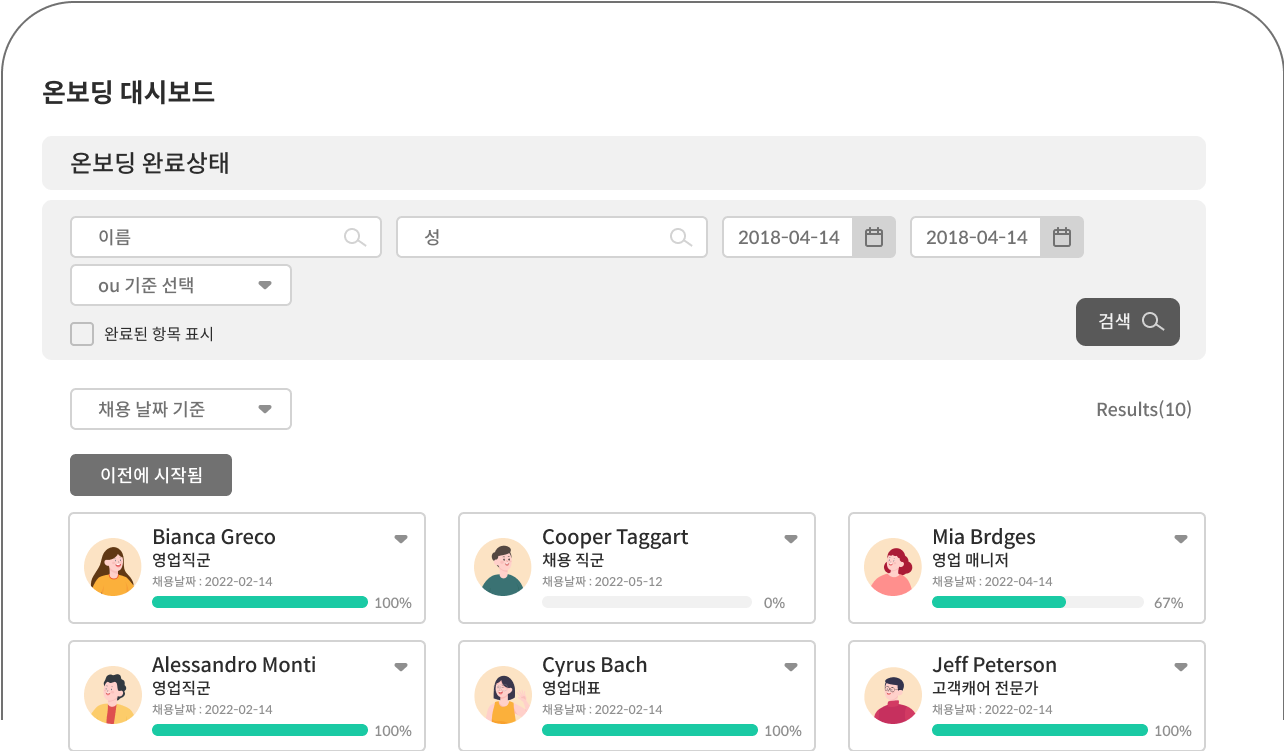 온보딩 대시보드
온보딩 완료상태
이름 성 2018-04-14 2018-04-14
ou 기준 선택
완료된 항목 표시 검색
채용 날짜 기준 Results(10)
이전에 시작됨
Bianca Greco
영업직군
채용날짜 : 2022-02-14
100%
Cooper Taggart
채용 직군
채용날짜 : 2022-05-12
0%
Mia Brdges
영업 매니저
채용날짜 : 2022-04-14
67%
Alessandro Monti
영업직군
채용날짜 : 2022-02-14
100%
Cyrus Bach
영업대표
채용날짜 : 2022-02-14
100%
Jeff Peterson
고객캐어 전문가
채용날짜 : 2022-02-14
100%